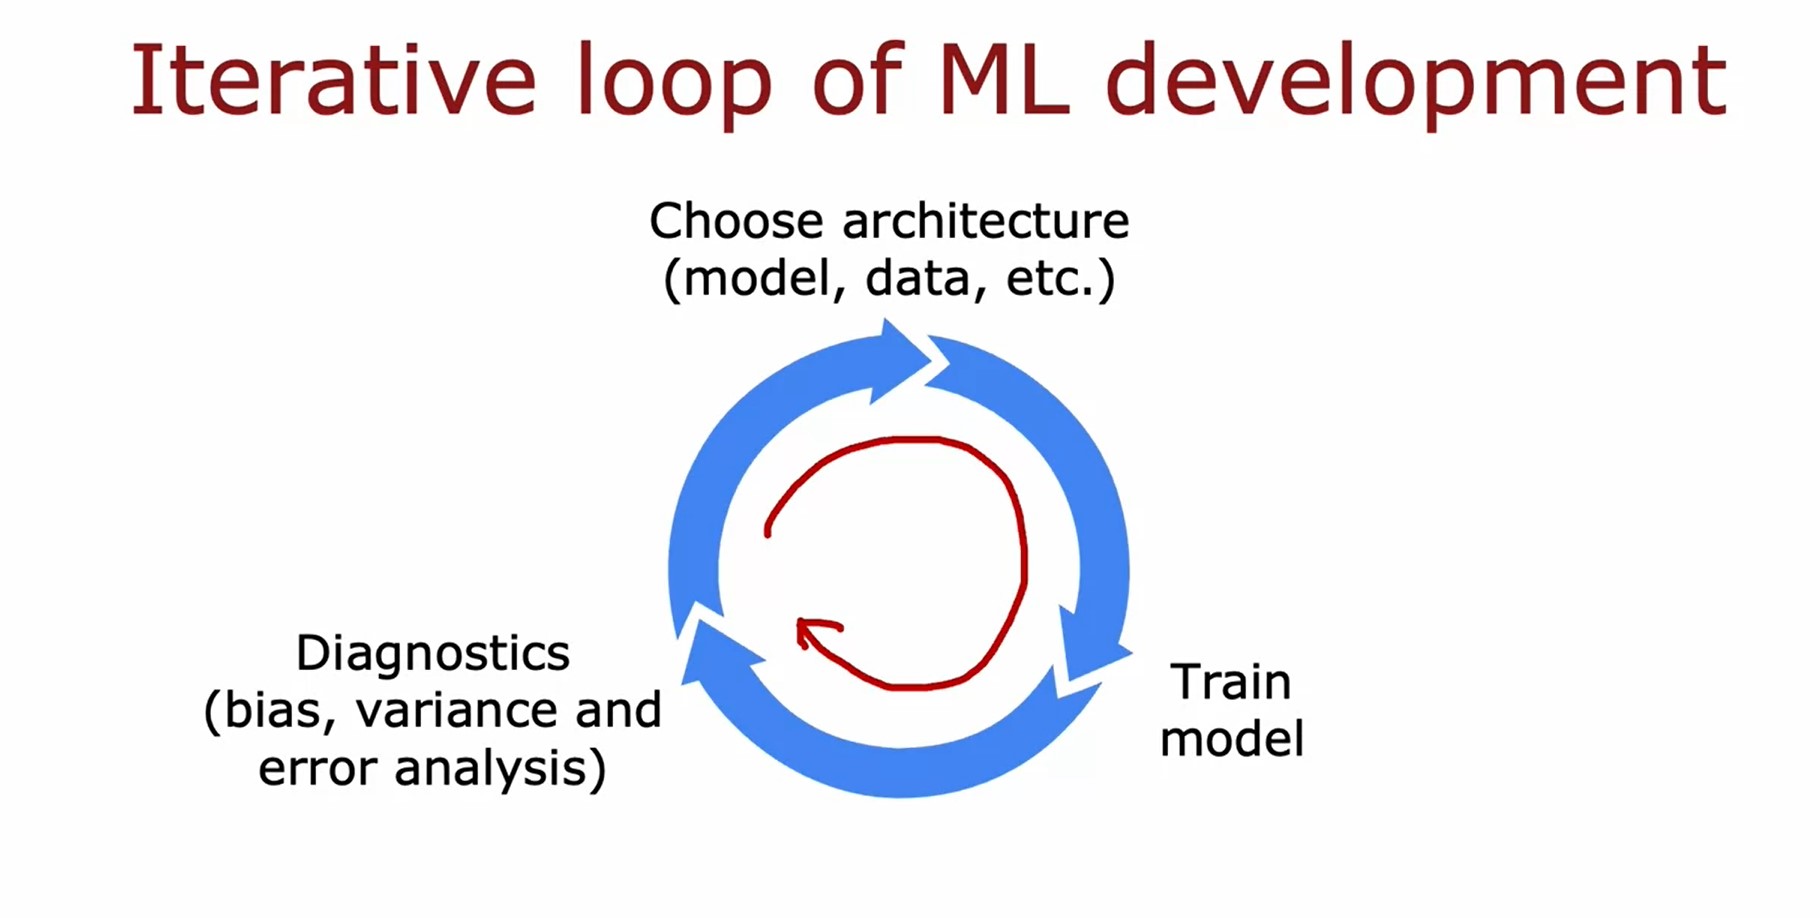 Iterative loop of ML development
Choose architecture
(model, data, etc.)
Diagnostics
(bias, variance and
error analysis)
Train
model